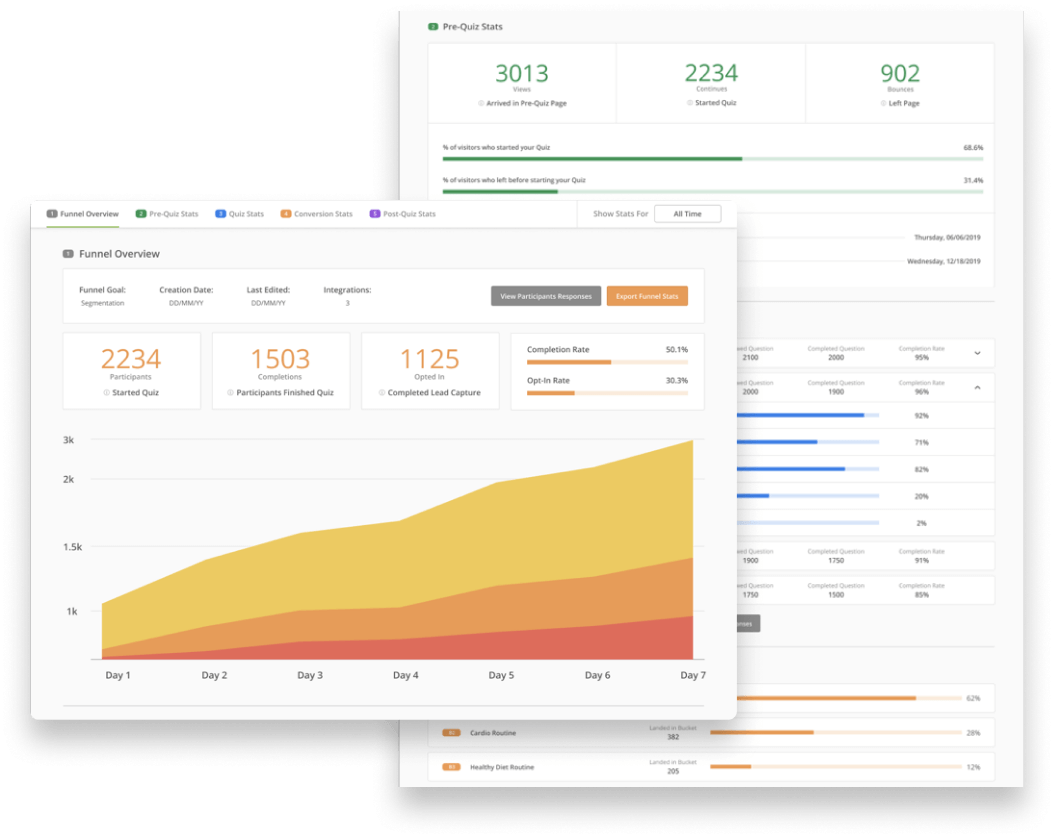 2 Pre-Quiz Stats
3013 2234 902
Views Continues Bounces
Arrived in Pre-Quiz Page Started Quiz Left Page
% of visitors who started your Quiz 68.6%
% of visitors who left before starting your Quiz 31.4%
Thursday, 06/06/2019
Wednesday, 12/18/2019
Completed Question Completion Rate
2100 2000 95%
Completed Question Completion Rate
2000 1900 96%
92%
71%
82%
20%
2%
Completed Question Completion Rate
1900 1750 91%
Completed Question Completion Rate
1750 1500 85%
62%
Landed in Bucket
Cardio Routine 382 28%
Landed in Bucket
Healthy Diet Routine 205 12%
1 Funnel Overview 2 Pre-Quiz Stats 3 Quiz Stats 4 Conversion Stats 5 Post-Quiz Stats Show Stats For All Time
1 Funnel Overview
Funnel Goal: Creation Date: Last Edited: Integrations:
Segmentation DD/MM/YY DD/MM/YY 3
View Participants Responses Export Funnel Stats
2234 1503 1125
Participants Completions Opted In
Started Quiz Participants Finished Quiz Completed Lead Capture
Completion Rate 50.1%
Opt-In Rate 30.3%
3k
2k
1.5k
1k
Day 1 Day 2 Day 3 Day 4 Day 5 Day 6 Day 7